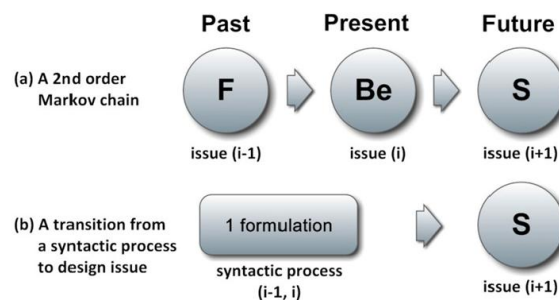 Past Present Future
(a) A 2nd order
Markov chain
F Be S
issue (i-1) issue (i) issue (i+1)
(b) A transition from
a syntactic process
to design issue
1 formulation S
syntactic process
(i-1, i)
issue (i+1)